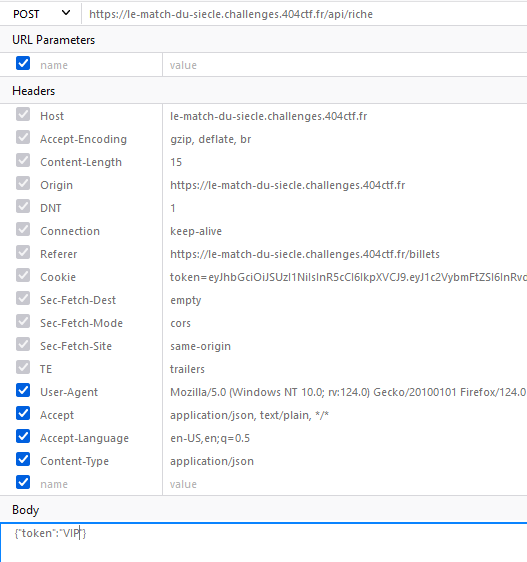 POST https://le-match-du-siecle.challenges.404ctf.fr/api/riche
URL Parameters
name value
Headers
Host le-match-du-siecle.challenges.404ctf.fr
Accept-Encoding gzip, deflate, br
Content-Length 15
Origin https://le-match-du-siecle.challenges.404ctf.fr
DNT 1
Connection keep-alive
Referer https://le-match-du-siecle.challenges.404ctf.fr/billets
Cookie token=eyJhbGciOiJSUzI1NiIsInR5cCI6IkpXVCJ9.eyJ1c2VybmFtZSI6InRvc
Sec-Fetch-Dest empty
Sec-Fetch-Mode cors
Sec-Fetch-Site same-origin
TE trailers
User-Agent Mozilla/5.0 (Windows NT 10.0; rv:124.0) Gecko/20100101 Firefox/124.0
Accept application/json, text/plain, */*
Accept-Language en-US,en;q=0.5
Content-Type application/json
name value
Body
{"token":"VIP"}